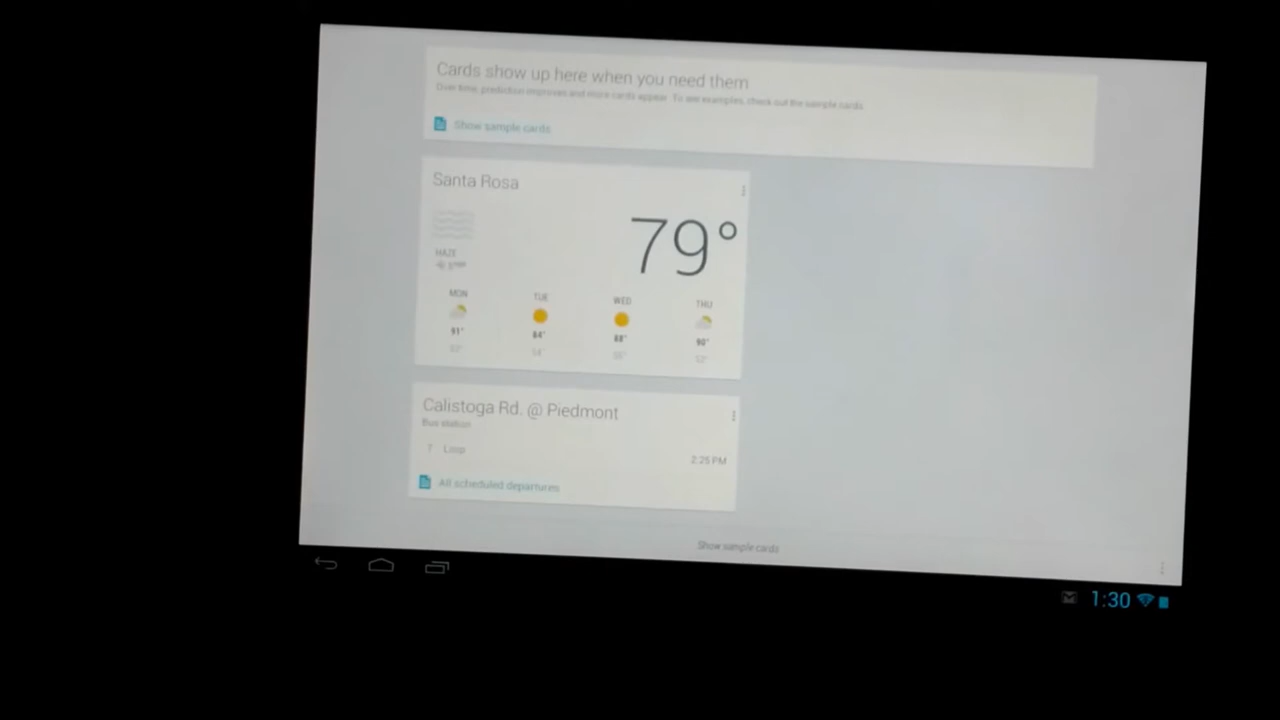 Cards show up here when you need them
Over time, prediction improves and more cards appear. To see examples, check out the sample cards.
Show sample cards
Santa Rosa
79°
HAZE
MON TUE WED THU
91° 84° 88° 90°
Calistoga Rd. @ Piedmont
Bus station
Loop
2:25 PM
All scheduled departures
Show sample cards
1:30